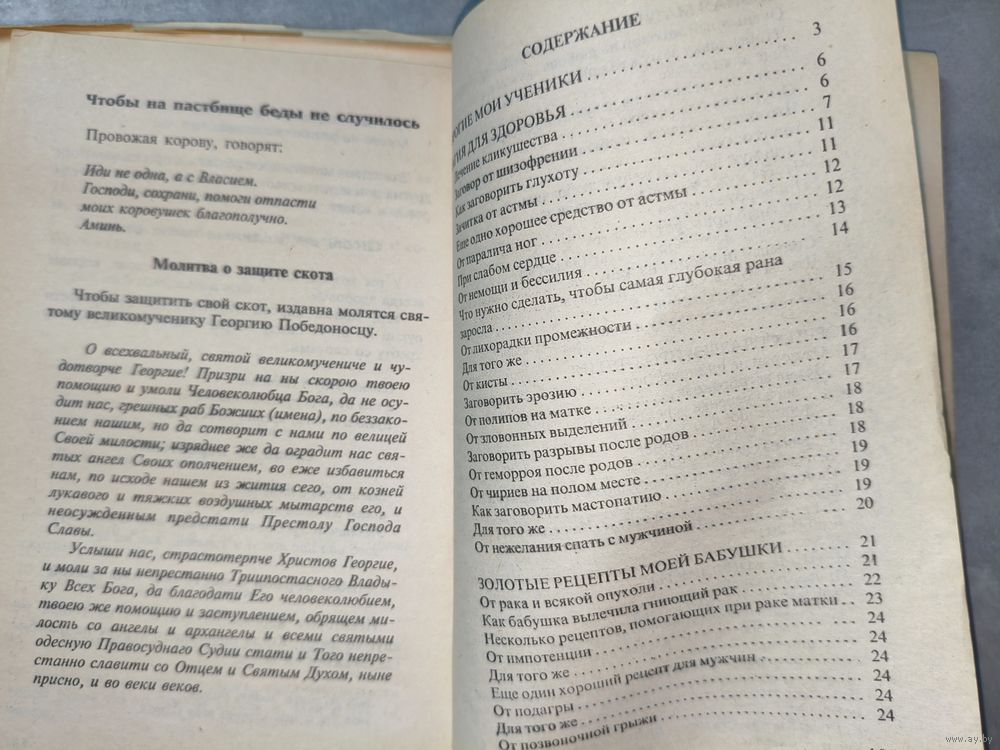 Чтобы на пастбище беды не случилось
Провожая корову, говорят:
Иди не одна, а с Власием.
Господи, сохрани, помоги отпасти
моих коровушек благополучно.
Аминь.
Молитва о защите скота
Чтобы защитить свой скот, издавна молятся свя-
тому великомученику Георгию Победоносцу.
О всехвальный, святой великомучениче и чу-
дотворче Георгие! Призри на ны скорою твоею
помощию и умоли Человеколюбца Бога, да не осу-
дит нас, грешных раб Божиих (имена), по беззако-
нием нашим, но да сотворит с нами по велицей
Своей милости; изряднее же да оградит нас свя-
тых ангел Своих ополчением, во еже избавиться
нам, по исходе нашем из жития сего, от козней
лукавого и тяжких воздушных мытарств его, и
неосужденным предстати Престолу Господа
Славы.
Услыши нас, страстотерпче Христов Георгие,
и моли за ны непрестанно Триипостасного Влады-
ку Всех Бога, да благодати Его человеколюбием,
твоею же помощию и заступлением, обрящем ми-
лость со ангелы и архангелы и всеми святыми
одесную Правосуднаго Судии стати и Того непре-
станно славити со Отцем и Святым Духом, ныне
присно, и во веки веков.
СОДЕРЖАНИЕ
ОГИЕ МОИ УЧЕНИКИ 3
ГИЯ ДЛЯ ЗДОРОВЬЯ 6
Лечение кликушества 6
Заговор от шизофрении 7
Как заговорить глухоту 11
Зачитка от астмы 11
Еще одно хорошее средство от астмы 12
От паралича ног 12
При слабом сердце 13
От немощи и бессилия 14
Что нужно сделать, чтобы самая глубокая рана
заросла 15
От лихорадки промежности 16
Для того же 16
От кисты 16
Заговорить эрозию 17
От полипов на матке 17
От зловонных выделений 18
Заговорить разрывы после родов 18
От геморроя после родов 18
От чириев на полом месте 19
Как заговорить мастопатию 19
Для того же 19
От нежелания спать с мужчиной 20
ЗОЛОТЫЕ РЕЦЕПТЫ МОЕЙ БАБУШКИ 21
От рака и всякой опухоли 21
Как бабушка вылечила гниющий рак 22
Несколько рецептов, помогающих при раке матки 23
От импотенции 24
Для того же 24
Еще один хороший рецепт для мужчин 24
От подагры 24
Для того же 24
От позвоночной грыжи
www.ay.by